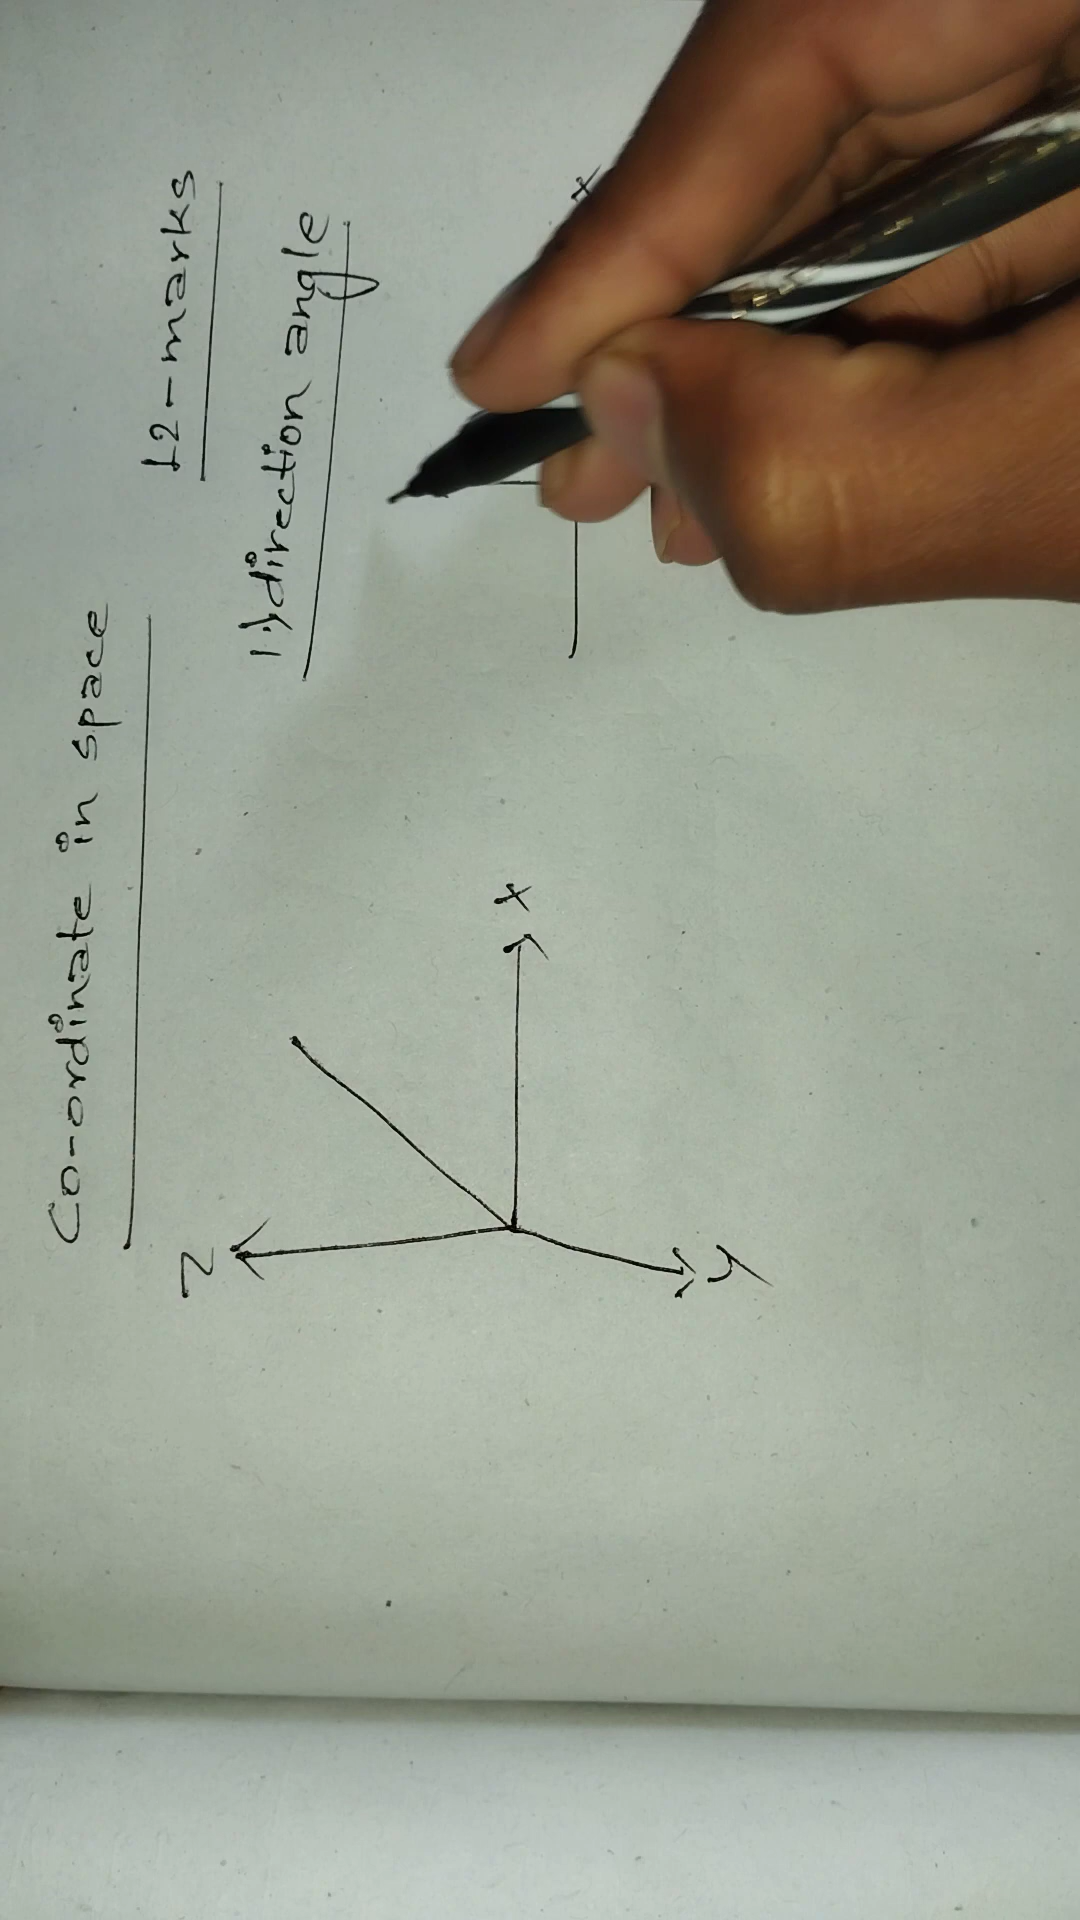 Co-ordinate in space
12-marks
1) direction angle
Z
X
y
x